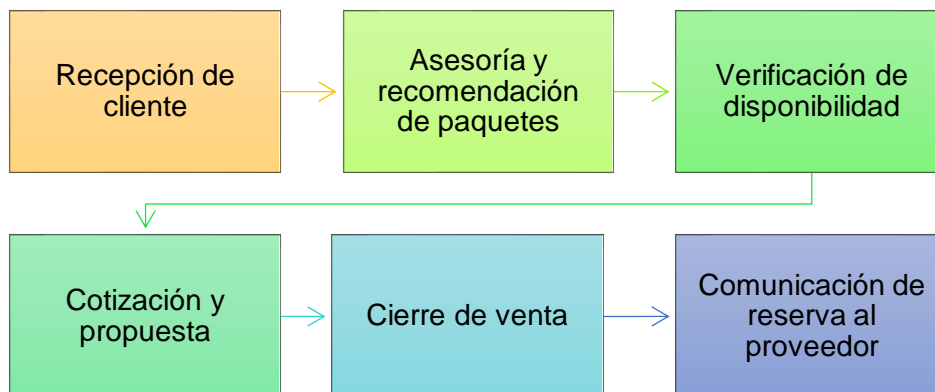 Recepción de
cliente
Asesoría y
recomendación
de paquetes
Verificación de
disponibilidad
Cotización y
propuesta
Cierre de venta
Comunicación de
reserva al
proveedor